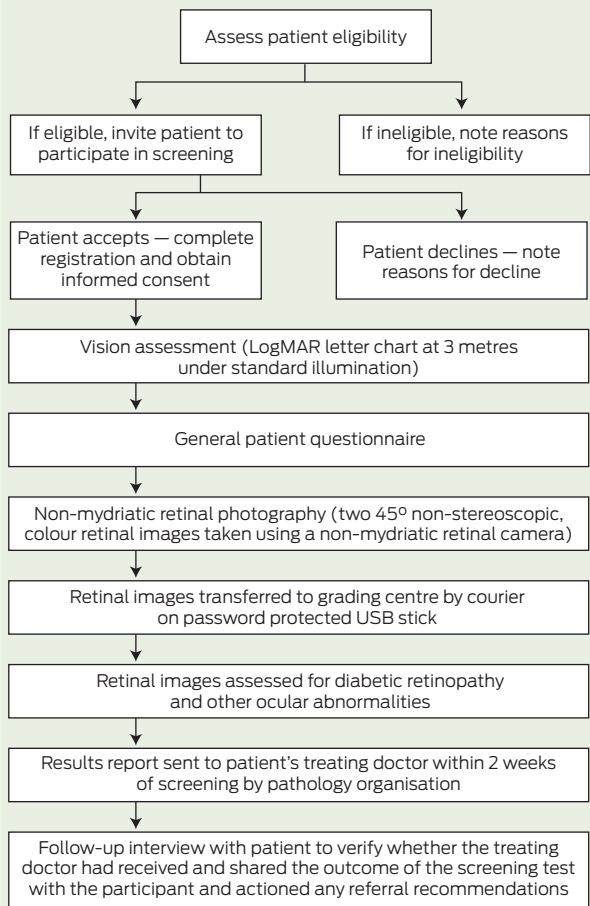 Assess patient eligibility
If eligible, invite patient to
participate in screening
If ineligible, note reasons
for ineligibility
Patient accepts — complete
registration and obtain
informed consent
Patient declines — note
reasons for decline
Vision assessment (LogMAR letter chart at 3 metres
under standard illumination)
General patient questionnaire
Non-mydriatic retinal photography (two 45º non-stereoscopic,
colour retinal images taken using a non-mydriatic retinal camera)
Retinal images transferred to grading centre by courier
on password protected USB stick
Retinal images assessed for diabetic retinopathy
and other ocular abnormalities
Results report sent to patient’s treating doctor within 2 weeks
of screening by pathology organisation
Follow-up interview with patient to verify whether the treating
doctor had received and shared the outcome of the screening test
with the participant and actioned any referral recommendations